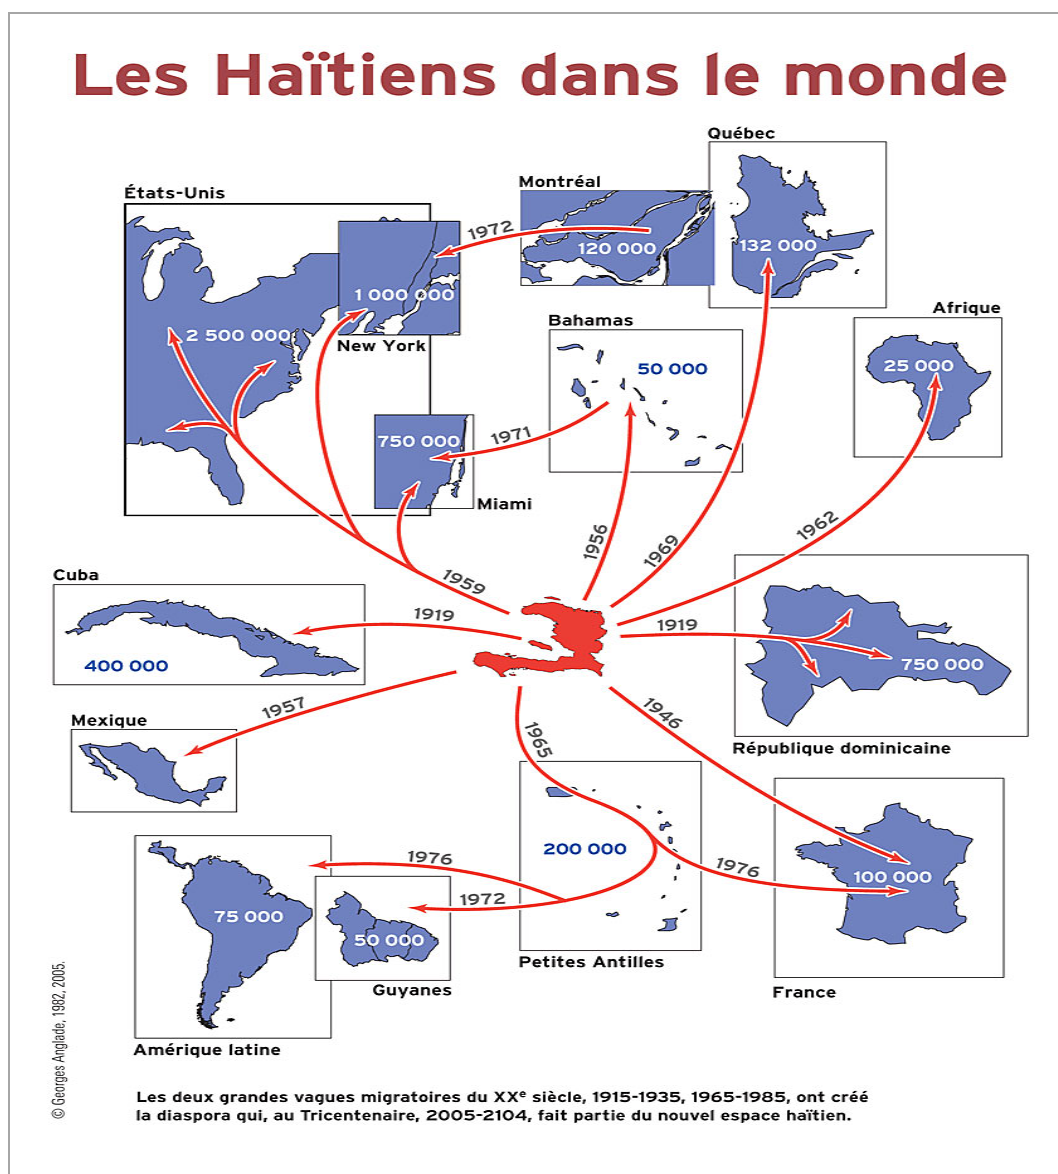 Les Haïtiens dans le monde
Québec
Montréal
États-Unis
1972
120 000
132 000
1 000 000
Afrique
Bahamas
2 500 000
New York
50 000
25 000
750 000
1971
Miami
1956
1969
1962
1959
Cuba
1919
1919
400 000
750 000
1957
1946
Mexique
1965
République dominicaine
200 000
1976
1976
100 000
1972
75 000
50 000
Petites Antilles
Guyanes
France
Amérique latine
© Georges Anglade, 1982, 2005.
Les deux grandes vagues migratoires du XXe siècle, 1915-1935, 1965-1985, ont créé
la diaspora qui, au Tricentenaire, 2005-2104, fait partie du nouvel espace haïtien.